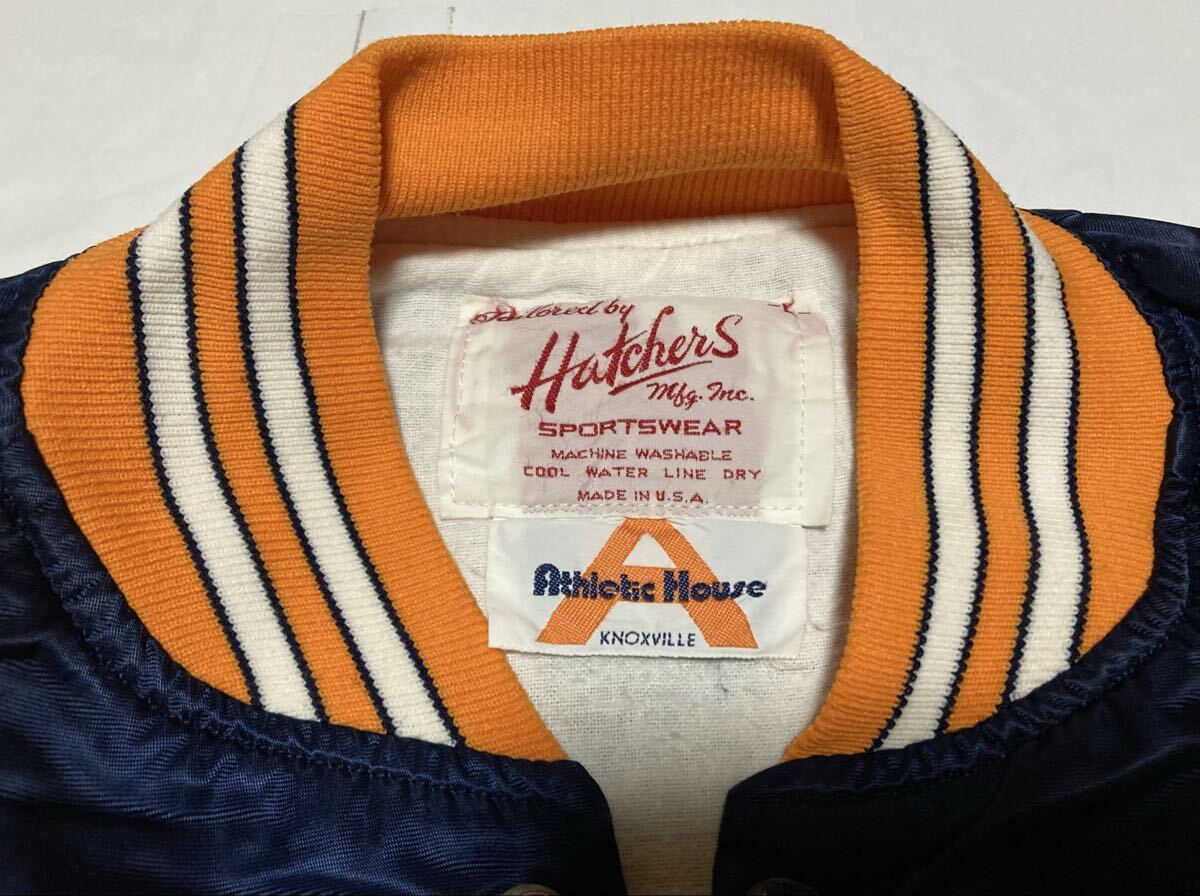 Tailored by
Hatchers
Mfg. Inc.
SPORTSWEAR
MACHINE WASHABLE
COOL WATER LINE DRY
MADE IN U.S.A.
A
Athletic House
KNOXVILLE